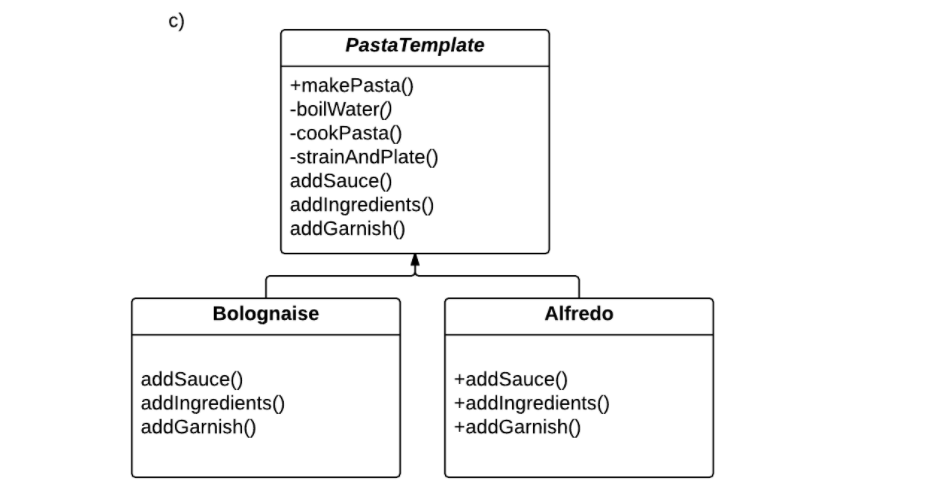 c)
PastaTemplate
+makePasta()
-boilWater()
-cookPasta()
-strainAndPlate()
addSauce()
addIngredients()
addGarnish()
Bolognaise
addSauce()
addIngredients()
addGarnish()
Alfredo
+addSauce()
+addIngredients()
+addGarnish()